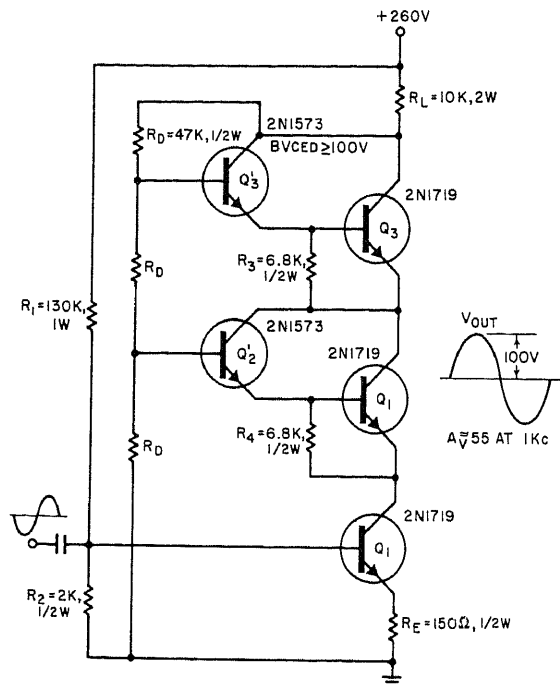 +260V
RL=10K, 2W
2N1573
BVCED≥100V
RD=47K, 1/2W
Q'3
2N1719
Q3
R3=6.8K,
1/2W
RD
R1=130K,
1W
2N1573
Q'2
2N1719
Q1
R4=6.8K,
1/2W
RD
VOUT
100V
AV≈55 AT 1Kc
2N1719
Q1
R2=2K,
1/2W
RE=150Ω, 1/2W